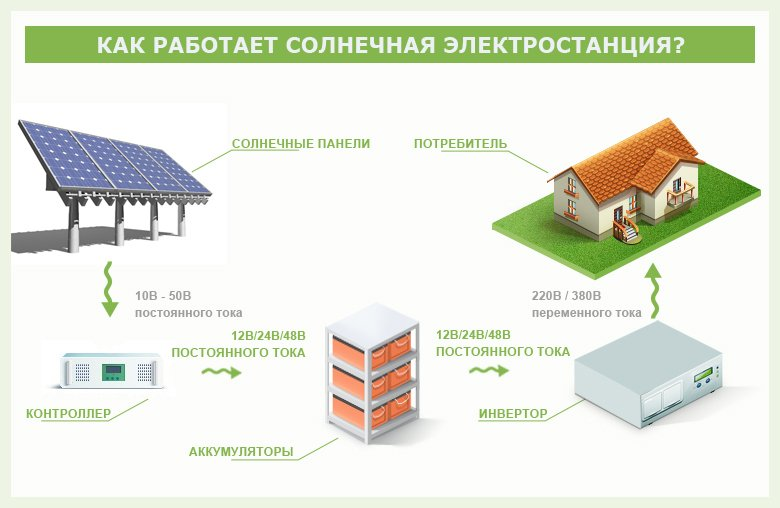 КАК РАБОТАЕТ СОЛНЕЧНАЯ ЭЛЕКТРОСТАНЦИЯ?
СОЛНЕЧНЫЕ ПАНЕЛИ
ПОТРЕБИТЕЛЬ
10В - 50В
постоянного тока
220В / 380В
переменного тока
12В/24В/48В
ПОСТОЯННОГО ТОКА
12В/24В/48В
ПОСТОЯННОГО ТОКА
КОНТРОЛЛЕР
АККУМУЛЯТОРЫ
ИНВЕРТОР